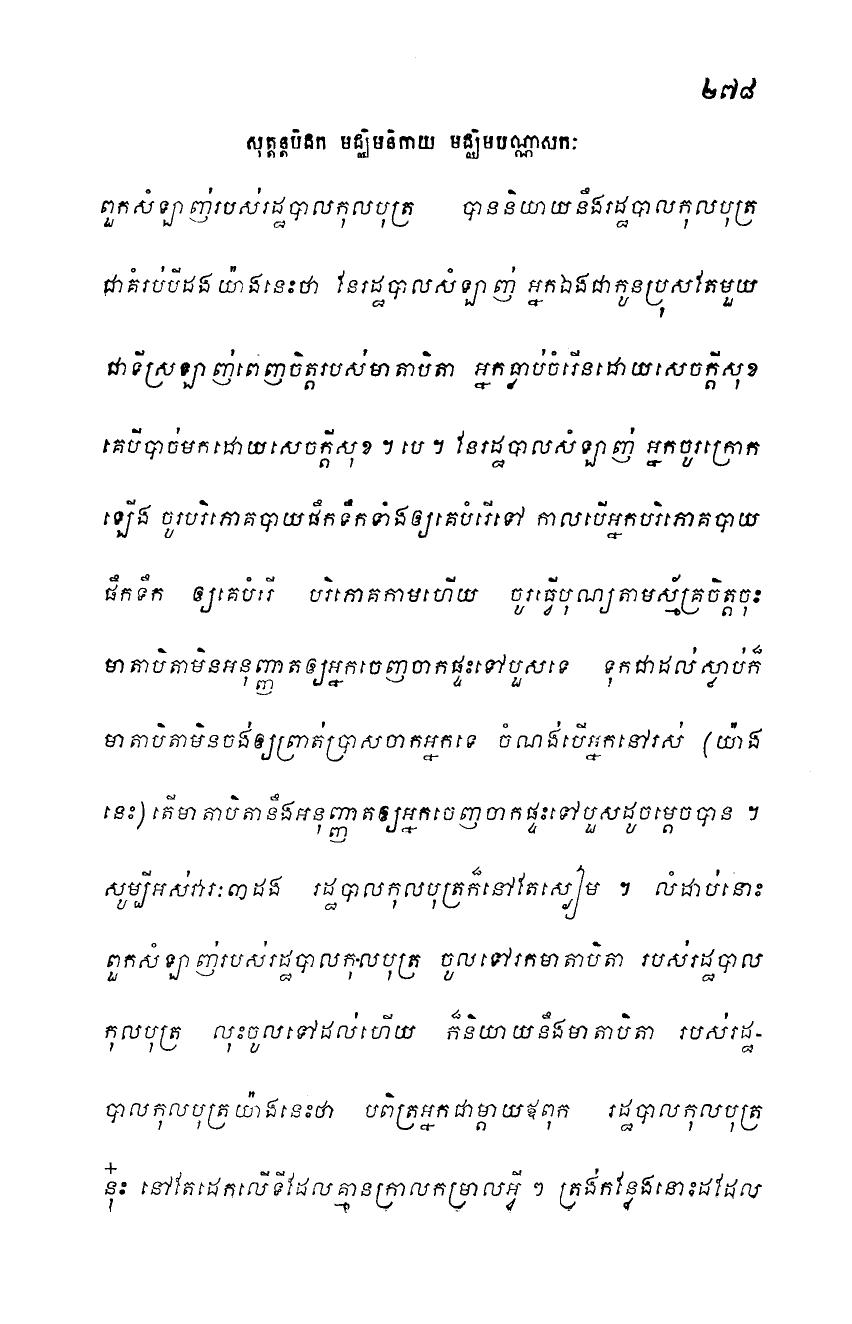 ២៧៨
សុត្តន្តបិដក មជ្ឈិមនិកាយ មជ្ឈិមបណ្ណាសកៈ
ពួកសំឡាញ់របស់រដ្ឋបាលកុលបុត្រ បាននិយាយនឹងរដ្ឋបាលកុលបុត្រ
ជាគំរប់បីដង យ៉ាងនេះថា នែរដ្ឋបាលសំឡាញ់ អ្នកឯងជាកូនប្រុសតែមួយ
ជាទីស្រឡាញ់ពេញចិត្តរបស់មាតាបិតា អ្នកធ្លាប់ចំរើនដោយសេចក្តីសុខ
គេបីបាច់មកដោយសេចក្តីសុខ ។ បេ ។ នែរដ្ឋបាលសំឡាញ់ អ្នកចូរក្រោក
ឡើង ចូរបរិភោគបាយផឹកទឹកទាំងឲ្យគេបំរើទៅ កាលបើអ្នកបរិភោគបាយ
ផឹកទឹក ឲ្យគេបំរើ បរិភោគកាមហើយ ចូរធ្វើបុណ្យតាមស្ម័គ្រចិត្តចុះ
មាតាបិតាមិនអនុញ្ញាតឲ្យអ្នកចេញចាកផ្ទះទៅបួសទេ ទុកជាដល់ស្លាប់ក៏
មាតាបិតាមិនចង់ឲ្យព្រាត់ប្រាសចាកអ្នកទេ ចំណង់បើអ្នកនៅរស់ (យ៉ាង
នេះ) តើមាតាបិតានឹងអនុញ្ញាតឲ្យអ្នកចេញចាកផ្ទះទៅបួសដូចម្តេចបាន ។
សូម្បីអស់វារៈ៣ដង រដ្ឋបាលកុលបុត្រក៏នៅតែស្ងៀម ។ លំដាប់នោះ
ពួកសំឡាញ់របស់រដ្ឋបាលកុលបុត្រ ចូលទៅរកមាតាបិតា របស់រដ្ឋបាល
កុលបុត្រ លុះចូលទៅដល់ហើយ ក៏និយាយនឹងមាតាបិតា របស់រដ្ឋ-
បាលកុលបុត្រយ៉ាងនេះថា បពិត្រអ្នកជាម្តាយឪពុក រដ្ឋបាលកុលបុត្រ
នុ៎ះ នៅតែដេកលើទីដែលគ្មានក្រាលកម្រាលអ្វី ៗ ត្រង់កន្លែងនោះដដែល